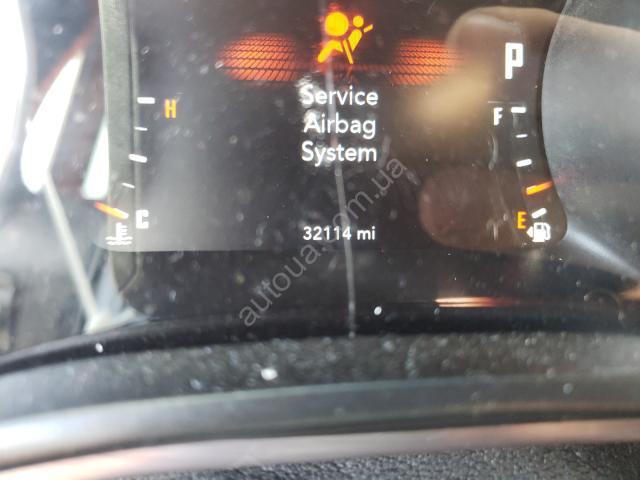 P
H
F
Service
Airbag
System
C
E
32114 mi
autoua.com.ua